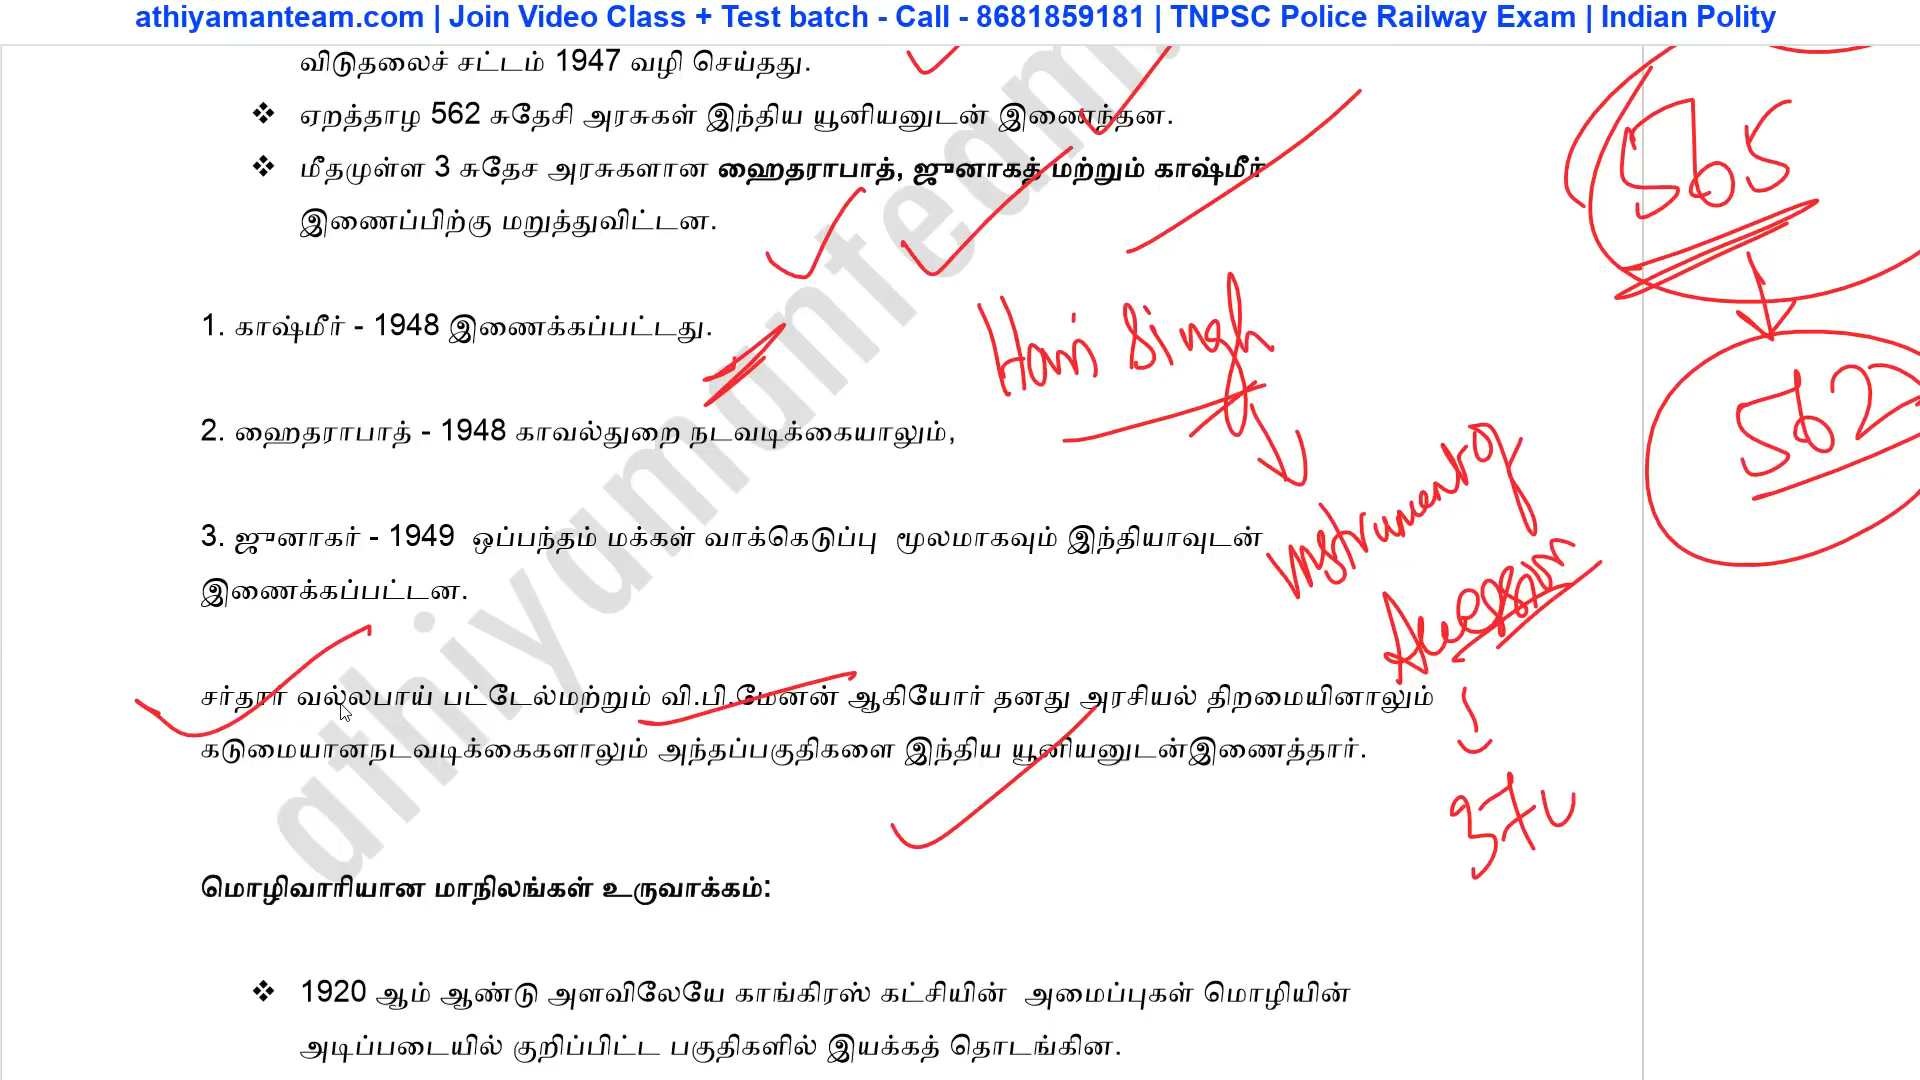 athiyamanteam.com | Join Video Class + Test batch - Call - 8681859181 | TNPSC Police Railway Exam | Indian Polity
விடுதலைச் சட்டம் 1947 வழி செய்தது.
❖ ஏறத்தாழ 562 சுதேசி அரசுகள் இந்திய யூனியனுடன் இணைந்தன.
❖ மீதமுள்ள 3 சுதேச அரசுகளான ஹைதராபாத், ஜுனாகத் மற்றும் காஷ்மீர்
இணைப்பிற்கு மறுத்துவிட்டன.
565
562
1. காஷ்மீர் - 1948 இணைக்கப்பட்டது.
Hari Singh
2. ஹைதராபாத் - 1948 காவல்துறை நடவடிக்கையாலும்,
Instrument of
Accession
370
3. ஜுனாகர் - 1949 ஒப்பந்தம் மக்கள் வாக்கெடுப்பு மூலமாகவும் இந்தியாவுடன்
இணைக்கப்பட்டன.
சர்தார் வல்லபாய் பட்டேல்மற்றும் வி.பி.மேனன் ஆகியோர் தனது அரசியல் திறமையினாலும்
கடுமையானநடவடிக்கைகளாலும் அந்தப்பகுதிகளை இந்திய யூனியனுடன்இணைத்தார்.
மொழிவாரியான மாநிலங்கள் உருவாக்கம்:
❖ 1920 ஆம் ஆண்டு அளவிலேயே காங்கிரஸ் கட்சியின் அமைப்புகள் மொழியின்
அடிப்படையில் குறிப்பிட்ட பகுதிகளில் இயக்கத் தொடங்கின.
athiyamanteam